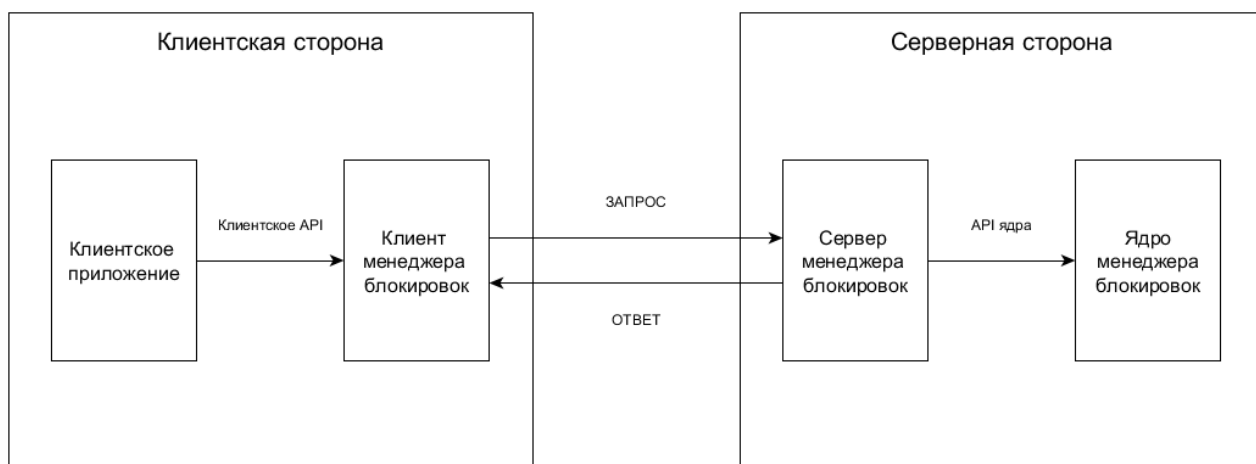 Клиентская сторона
Серверная сторона
Клиентское
приложение
Клиентское API
Клиент
менеджера
блокировок
ЗАПРОС
ОТВЕТ
Сервер
менеджера
блокировок
API ядра
Ядро
менеджера
блокировок